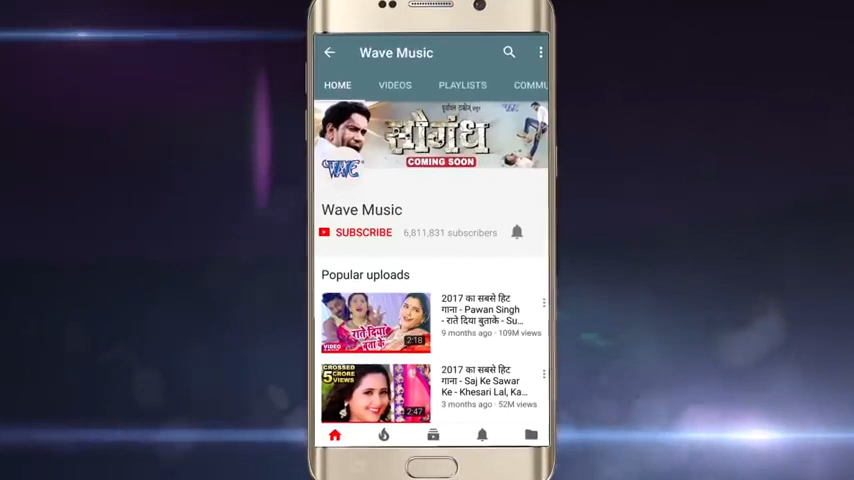 Wave Music
HOME VIDEOS PLAYLISTS COMMU
सौगंध
COMING SOON
WAVE
Wave Music
SUBSCRIBE 6,811,831 subscribers
Popular uploads
2017 का सबसे हिट
गाना - Pawan Singh
- राते दिया बुताके - Su...
9 months ago · 109M views
राते दिया
बुता के
VIDEO
2:18
CROSSED
5 CRORE
VIEWS
2017 का सबसे हिट
गाना - Saj Ke Sawar
Ke - Khesari Lal, Ka...
3 months ago · 52M views
2:47